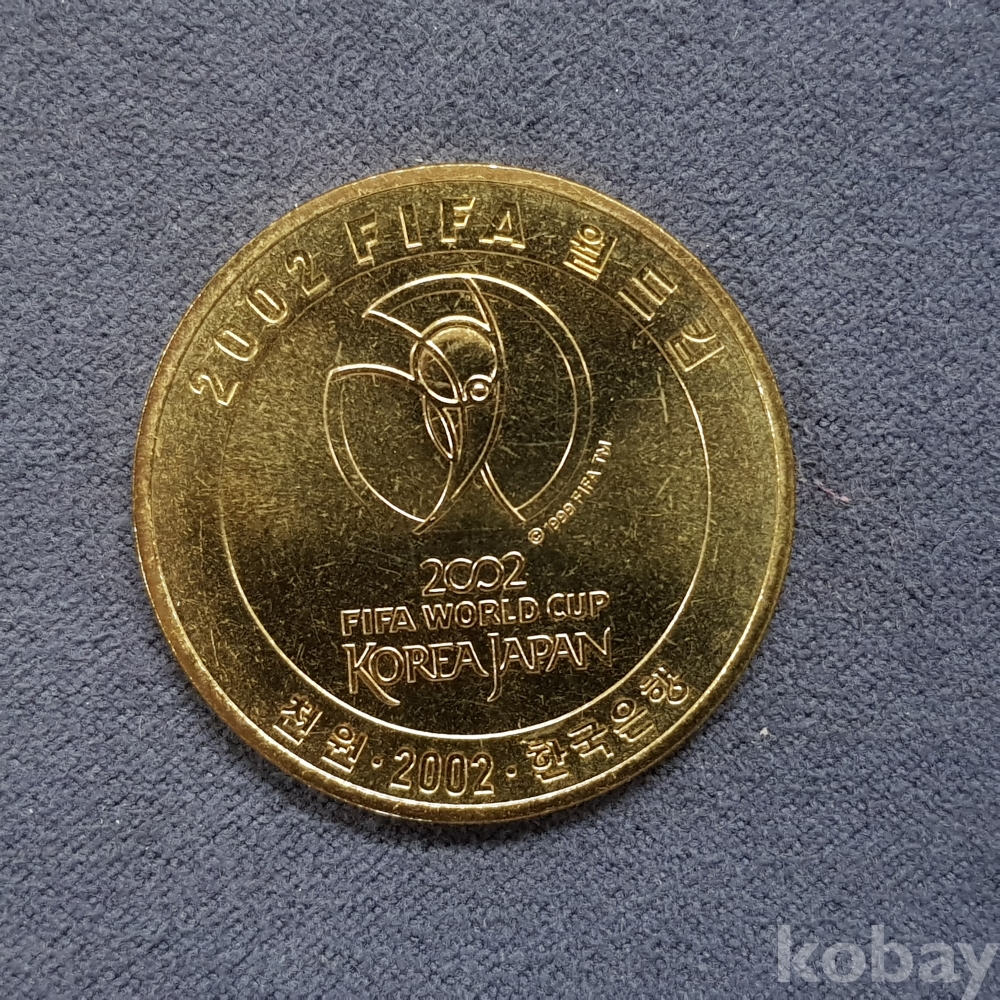 2002 FIFA 월드컵
© 1999 FIFA TM
2002
FIFA WORLD CUP
KOREA JAPAN
천원·2002·한국은행
kobay